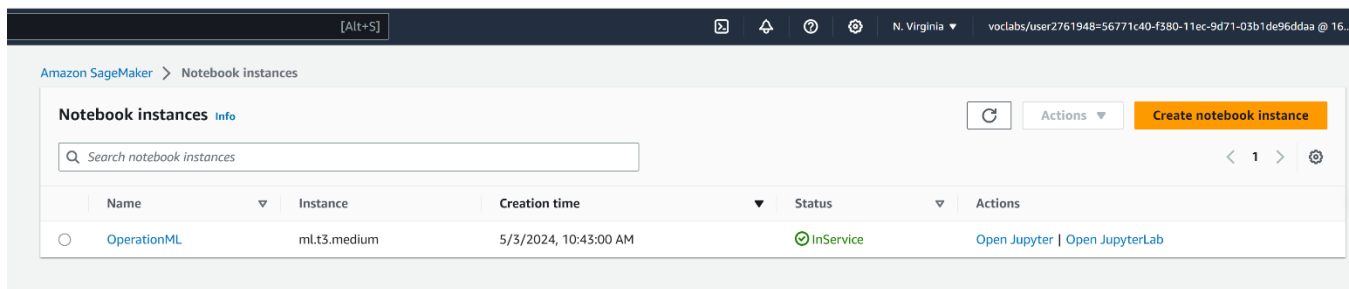 [Alt+S]
N. Virginia
voclabs/user2761948=56771c40-f380-11ec-9d71-03b1de96ddaa @ 16...
Amazon SageMaker > Notebook instances
Notebook instances Info
Actions
Create notebook instance
Search notebook instances
1
Name Instance Creation time Status Actions
OperationML ml.t3.medium 5/3/2024, 10:43:00 AM InService Open Jupyter | Open JupyterLab